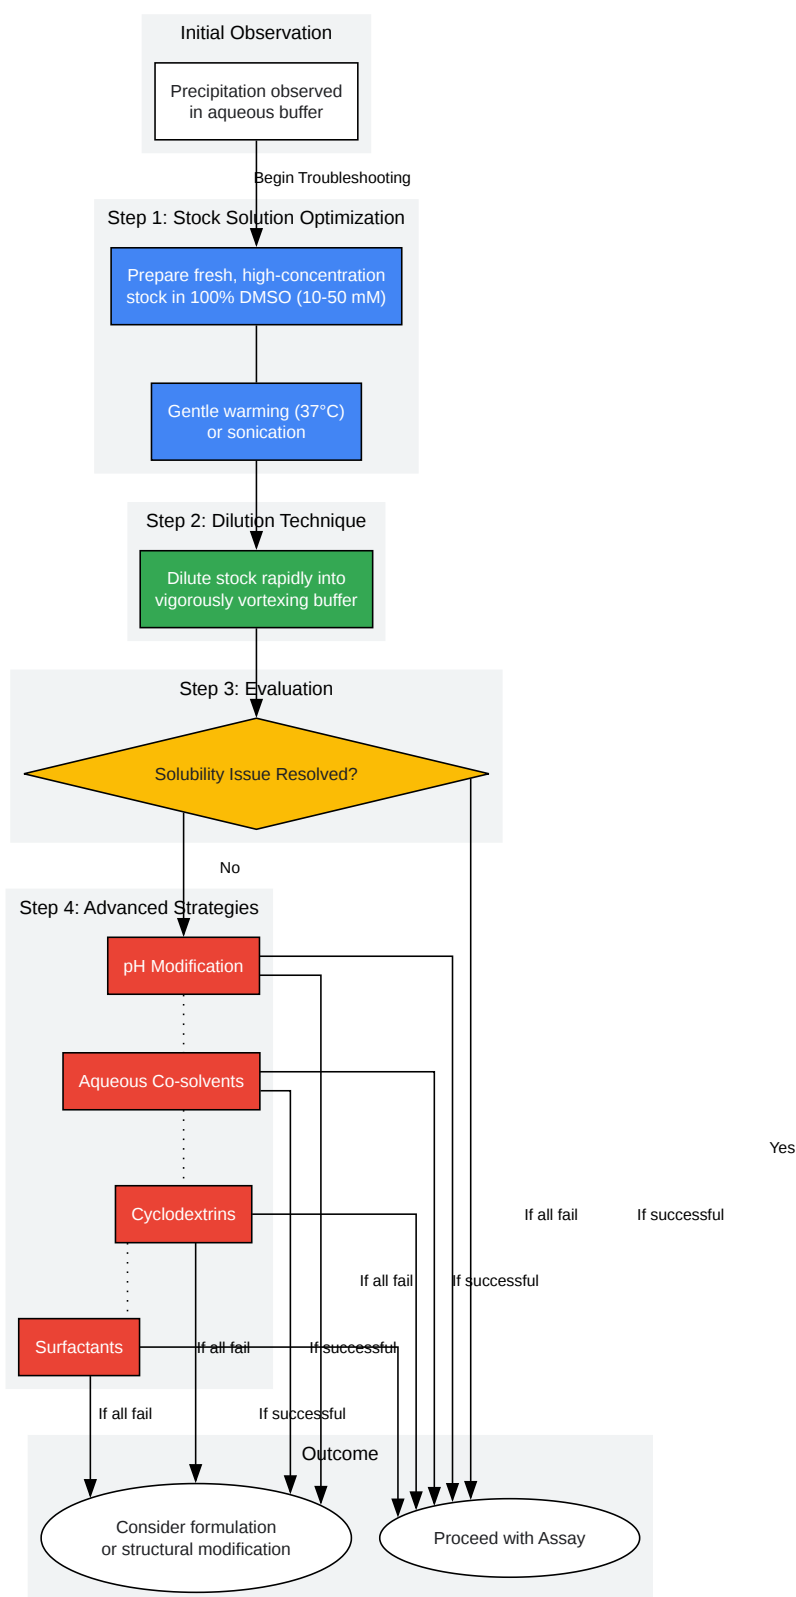 Initial Observation
Precipitation observed
in aqueous buffer
Begin Troubleshooting
Step 1: Stock Solution Optimization
Prepare fresh, high-concentration
stock in 100% DMSO (10-50 mM)
Gentle warming (37°C)
or sonication
Step 2: Dilution Technique
Dilute stock rapidly into
vigorously vortexing buffer
Step 3: Evaluation
Solubility Issue Resolved?
No
Step 4: Advanced Strategies
pH Modification
Aqueous Co-solvents
Yes
Cyclodextrins
If all fail
If successful
If all fail
If successful
Surfactants
If all fail
If successful
If all fail
If successful
Outcome
Consider formulation
or structural modification
Proceed with Assay